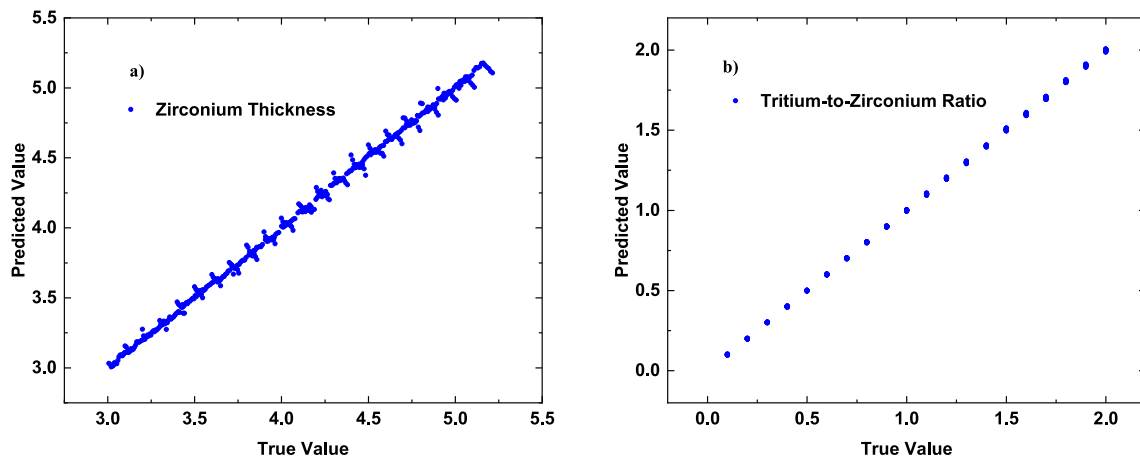 a)
Zirconium Thickness
Predicted Value
5.5
5.0
4.5
4.0
3.5
3.0
3.0 3.5 4.0 4.5 5.0 5.5
True Value
b)
Tritium-to-Zirconium Ratio
Predicted Value
2.0
1.5
1.0
0.5
0.0
0.0 0.5 1.0 1.5 2.0
True Value